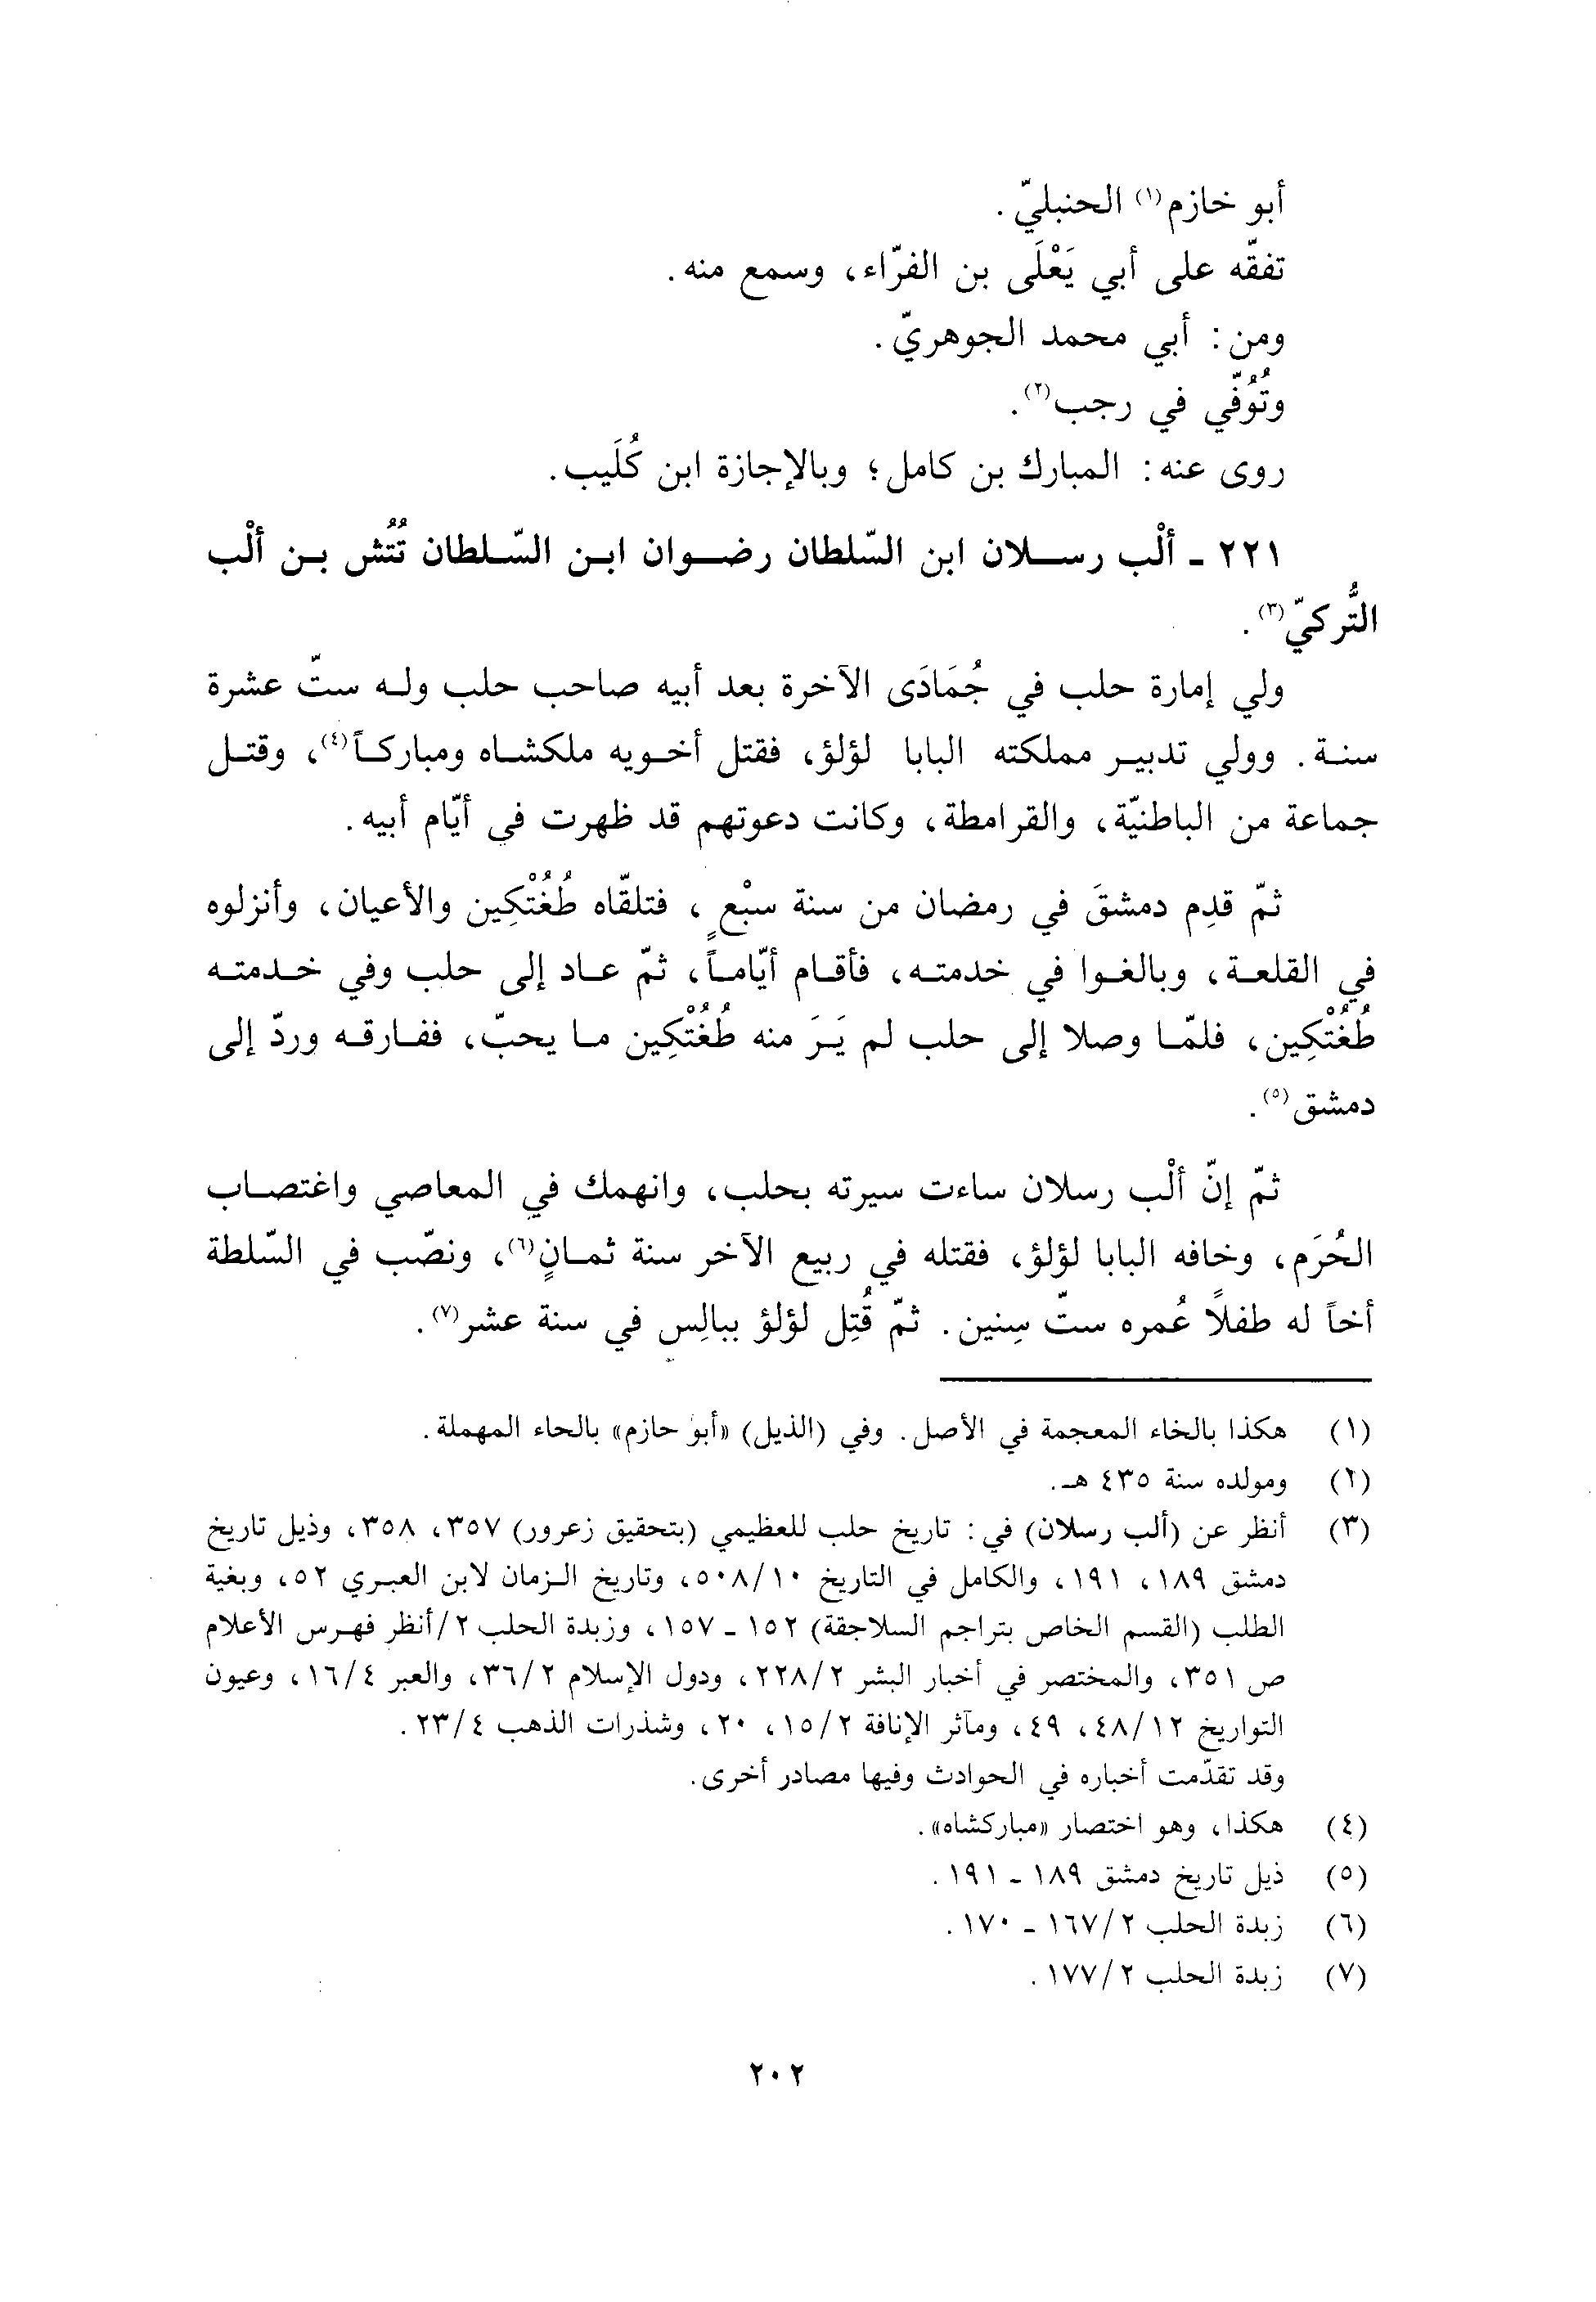 أبو خازم(١) الحنبليّ.
تفقّه على أبي يَعْلَى بن الفرّاء، وسمع منه.
ومن: أبي محمد الجوهريّ.
وتُوُفّي في رجب(٢).
روى عنه: المبارك بن كامل؛ وبالإجازة ابن كُلَيب.
٢٢١ - ألْب رسلان ابن السّلطان رضوان ابن السّلطان تُتُش بن ألْب
التُّركيّ(٣).
ولي إمارة حلب في جُمَادَى الآخرة بعد أبيه صاحب حلب وله ستّ عشرة
سنة. وولي تدبير مملكته البابا لؤلؤ، فقتل أخويه ملكشاه ومباركاً(٤)، وقتل
جماعة من الباطنيّة، والقرامطة، وكانت دعوتهم قد ظهرت في أيّام أبيه.
ثمّ قدِم دمشقَ في رمضان من سنة سبْعٍ، فتلقّاه طُغُتْكِين والأعيان، وأنزلوه
في القلعة، وبالغوا في خدمته، فأقام أيّاماً، ثمّ عاد إلى حلب وفي خدمته
طُغُتْكِين، فلمّا وصلا إلى حلب لم يَرَ منه طُغُتْكِين ما يحبّ، ففارقه وردّ إلى
دمشق(٥).
ثمّ إنّ ألْب رسلان ساءت سيرته بحلب، وانهمك في المعاصي واغتصاب
الحُرَم، وخافه البابا لؤلؤ، فقتله في ربيع الآخر سنة ثمانٍ(٦)، ونصّب في السّلطة
أخاً له طفلاً عُمره ستّ سِنين. ثمّ قُتِل لؤلؤ ببالِس في سنة عشر(٧).
(١) هكذا بالخاء المعجمة في الأصل. وفي (الذيل) «أبو حازم» بالحاء المهملة.
(٢) ومولده سنة ٤٣٥ هـ.
(٣) أنظر عن (ألب رسلان) في: تاريخ حلب للعظيمي (بتحقيق زعرور) ٣٥٧، ٣٥٨، وذيل تاريخ
دمشق ١٨٩، ١٩١، والكامل في التاريخ ٥٠٨/١٠، وتاريخ الزمان لابن العبري ٥٢، وبغية
الطلب (القسم الخاص بتراجم السلاجقة) ١٥٢ - ١٥٧، وزبدة الحلب ٢/أنظر فهرس الأعلام
ص ٣٥١، والمختصر في أخبار البشر ٢٢٨/٢، ودول الإسلام ٣٦/٢، والعبر ١٦/٤، وعيون
التواريخ ٤٨/١٢، ٤٩، ومآثر الإنافة ١٥/٢، ٢٠، وشذرات الذهب ٢٣/٤.
وقد تقدّمت أخباره في الحوادث وفيها مصادر أخرى.
(٤) هكذا، وهو اختصار «مباركشاه».
(٥) ذيل تاريخ دمشق ١٨٩ - ١٩١.
(٦) زبدة الحلب ١٦٧/٢ - ١٧٠.
(٧) زبدة الحلب ١٧٧/٢.
٢٠٢